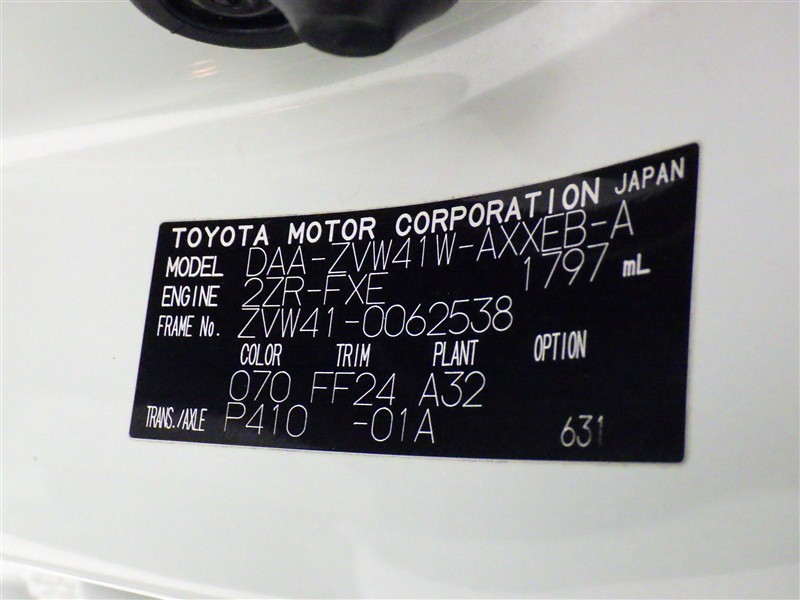 TOYOTA MOTOR CORPORATION JAPAN
MODEL DAA-ZVW41W-AXXEB-A
ENGINE 2ZR-FXE 1797 mL
FRAME No. ZVW41-0062538
COLOR TRIM PLANT OPTION
070 FF24 A32
TRANS./AXLE P410 -01A 631